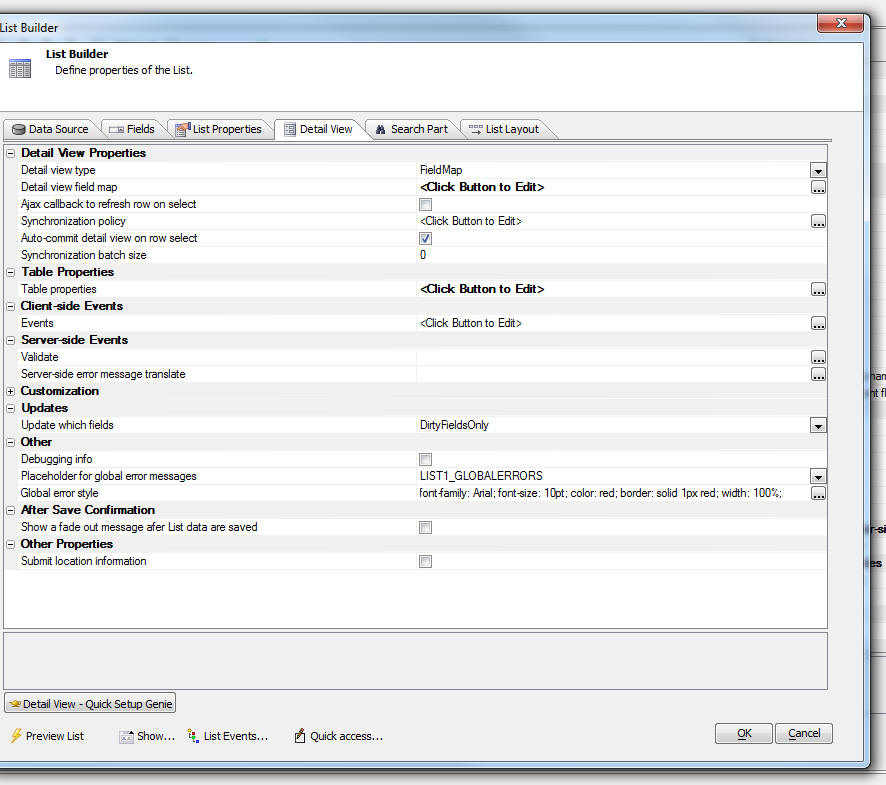 List Builder
List Builder
Define properties of the List.
Data Source Fields List Properties Detail View Search Part List Layout
Detail View Properties
Detail view type FieldMap
Detail view field map <Click Button to Edit> ...
Ajax callback to refresh row on select
Synchronization policy <Click Button to Edit> ...
Auto-commit detail view on row select
Synchronization batch size 0
Table Properties
Table properties <Click Button to Edit> ...
Client-side Events
Events <Click Button to Edit> ...
Server-side Events
Validate ...
Server-side error message translate ...
Customization
Updates
Update which fields DirtyFieldsOnly
Other
Debugging info
Placeholder for global error messages LIST1_GLOBALERRORS
Global error style font-family: Arial; font-size: 10pt; color: red; border: solid 1px red; width: 100%; ...
After Save Confirmation
Show a fade out message afer List data are saved
Other Properties
Submit location information
Detail View - Quick Setup Genie
Preview List Show... List Events... Quick access... OK Cancel